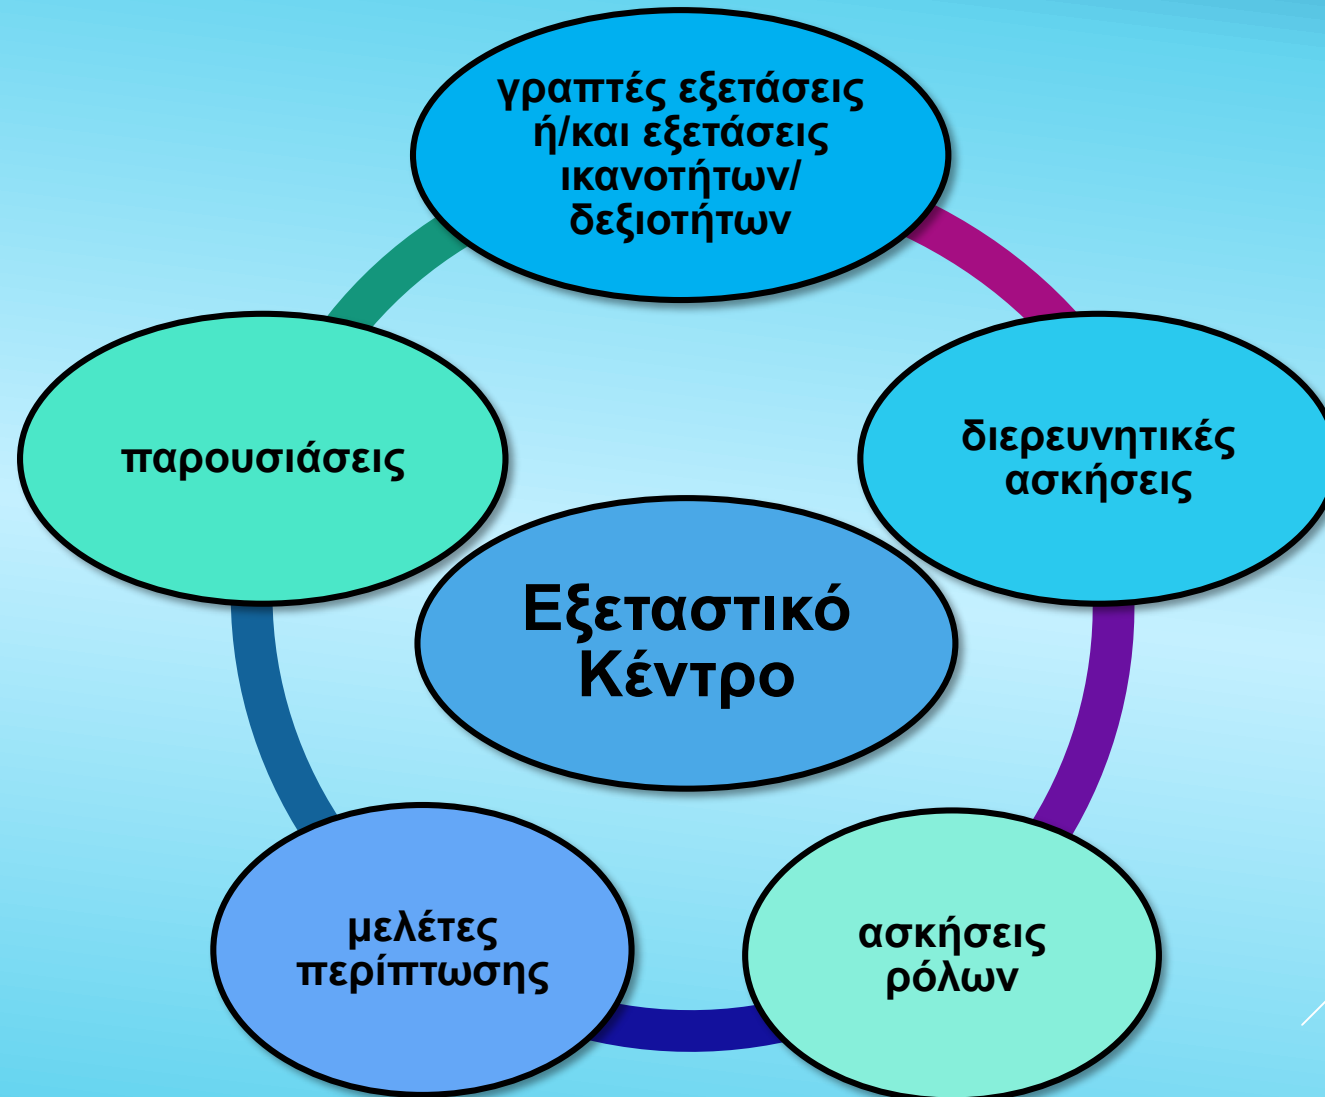 γραπτές εξετάσεις
ή/και εξετάσεις
ικανοτήτων/
δεξιοτήτων
διερευνητικές
ασκήσεις
παρουσιάσεις
Εξεταστικό
Κέντρο
ασκήσεις
ρόλων
μελέτες
περίπτωσης